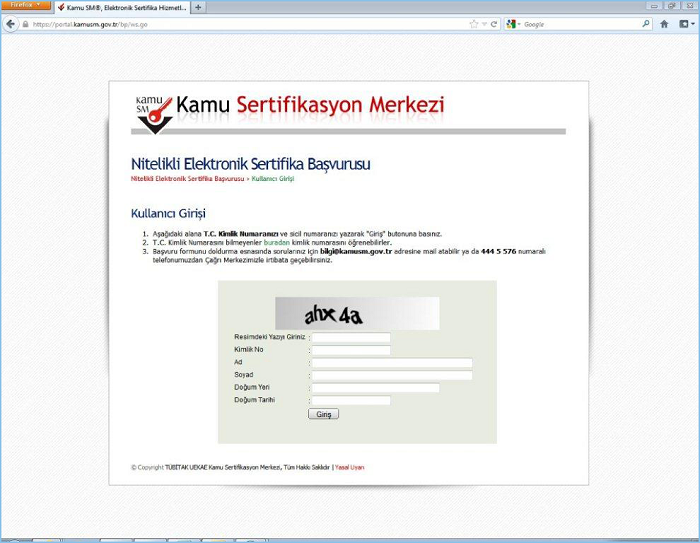 Firefox
Kamu SM®, Elektronik Sertifika Hizmetl...
https://portal.kamusm.gov.tr/bp/ws.go
Google
KAMU SM
Kamu Sertifikasyon Merkezi
Nitelikli Elektronik Sertifika Başvurusu
Nitelikli Elektronik Sertifika Başvurusu > Kullanıcı Girişi
Kullanıcı Girişi
1. Aşağıdaki alana T.C. Kimlik Numaranızı ve sicil numaranızı yazarak "Giriş" butonuna basınız.
2. T.C. Kimlik Numarasını bilmeyenler buradan kimlik numarasını öğrenebilirler.
3. Başvuru formunu doldurma esnasında sorularınız için bilgi@kamusm.gov.tr adresine mail atabilir ya da 444 5 576 numaralı
telefonumuzdan Çağrı Merkezimizle irtibata geçebilirsiniz.
ahx 4a
Resimdeki Yazıyı Giriniz :
Kimlik No :
Ad :
Soyad :
Doğum Yeri :
Doğum Tarihi :
Giriş
© Copyright TÜBİTAK UEKAE Kamu Sertifikasyon Merkezi, Tüm Hakkı Saklıdır | Yasal Uyarı